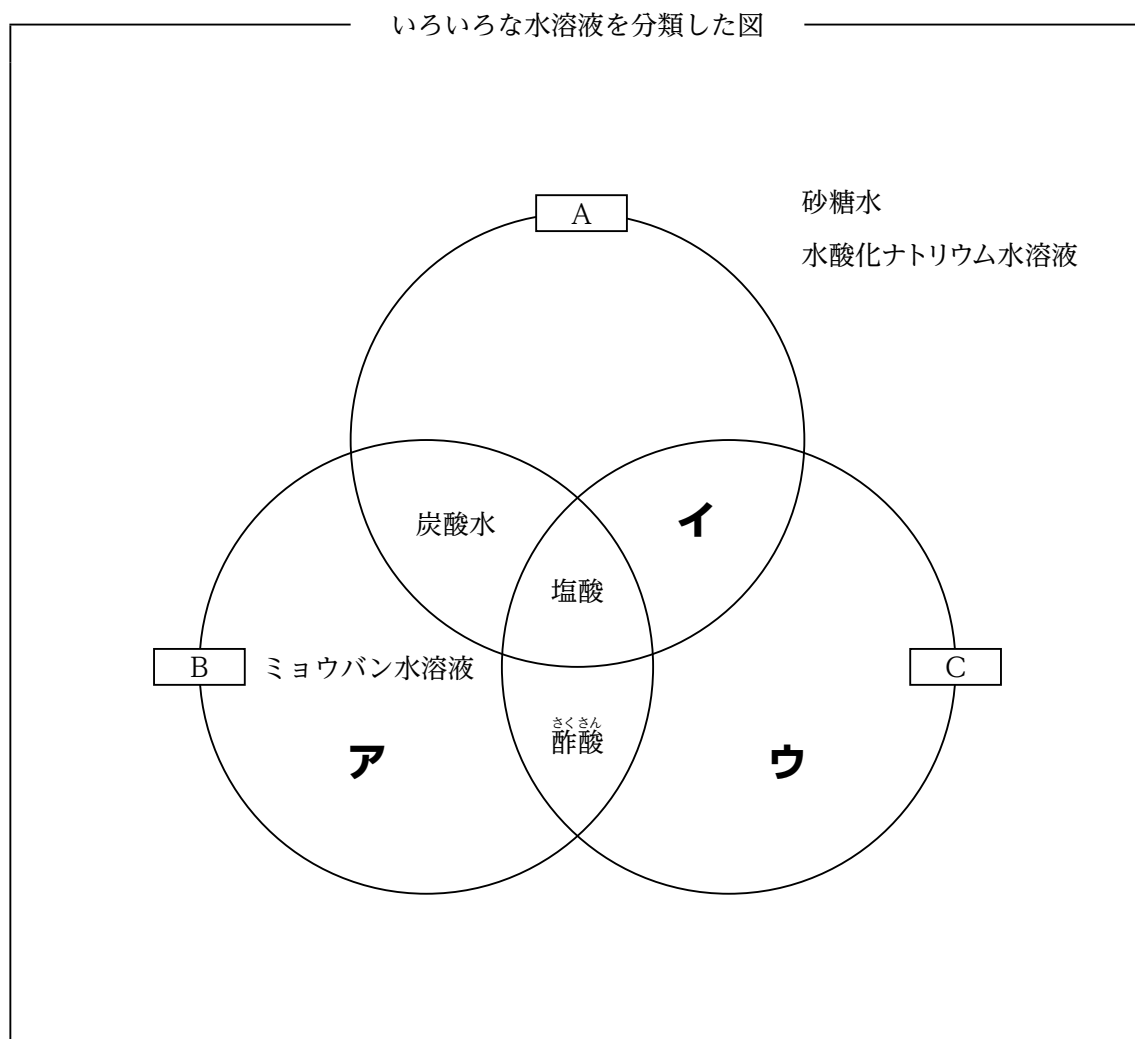 いろいろな水溶液を分類した図
A
砂糖水
水酸化ナトリウム水溶液
炭酸水
イ
塩酸
B
ミョウバン水溶液
C
さくさん
酢酸
ア
ウ